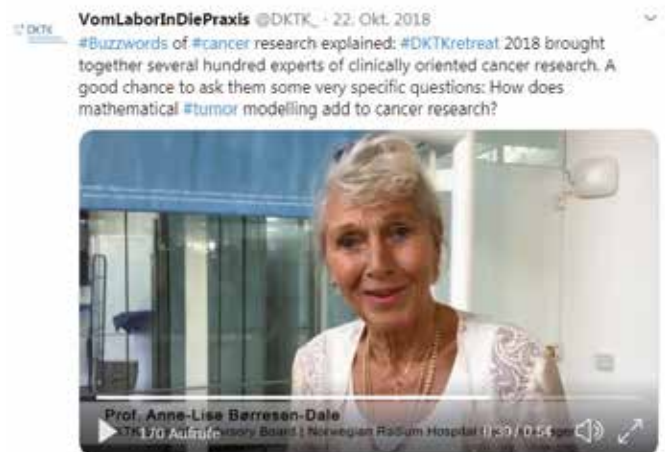 DKTK
VomLaborInDiePraxis @DKTK_ · 22. Okt. 2018
#Buzzwords of #cancer research explained: #DKTKretreat 2018 brought
together several hundred experts of clinically oriented cancer research. A
good chance to ask them some very specific questions: How does
mathematical #tumor modelling add to cancer research?
Prof. Anne-Lise Børresen-Dale
170 Aufrufe Advisory Board | Norwegian Hospital 0:54